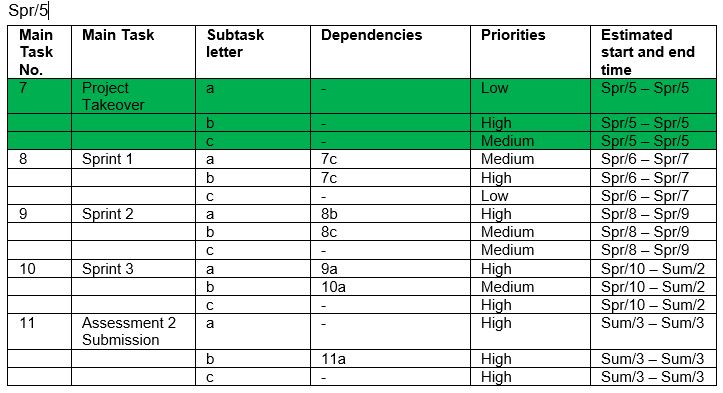 Spr/5
Main Task No. Main Task Subtask letter Dependencies Priorities Estimated start and end time
7 Project Takeover a - Low Spr/5 – Spr/5
b - High Spr/5 – Spr/5
c - Medium Spr/5 – Spr/5
8 Sprint 1 a 7c Medium Spr/6 – Spr/7
b 7c High Spr/6 – Spr/7
c - Low Spr/6 – Spr/7
9 Sprint 2 a 8b High Spr/8 – Spr/9
b 8c Medium Spr/8 – Spr/9
c - Medium Spr/8 – Spr/9
10 Sprint 3 a 9a High Spr/10 – Sum/2
b 10a Medium Spr/10 – Sum/2
c - High Spr/10 – Sum/2
11 Assessment 2 Submission a - High Sum/3 – Sum/3
b 11a High Sum/3 – Sum/3
c - High Sum/3 – Sum/3